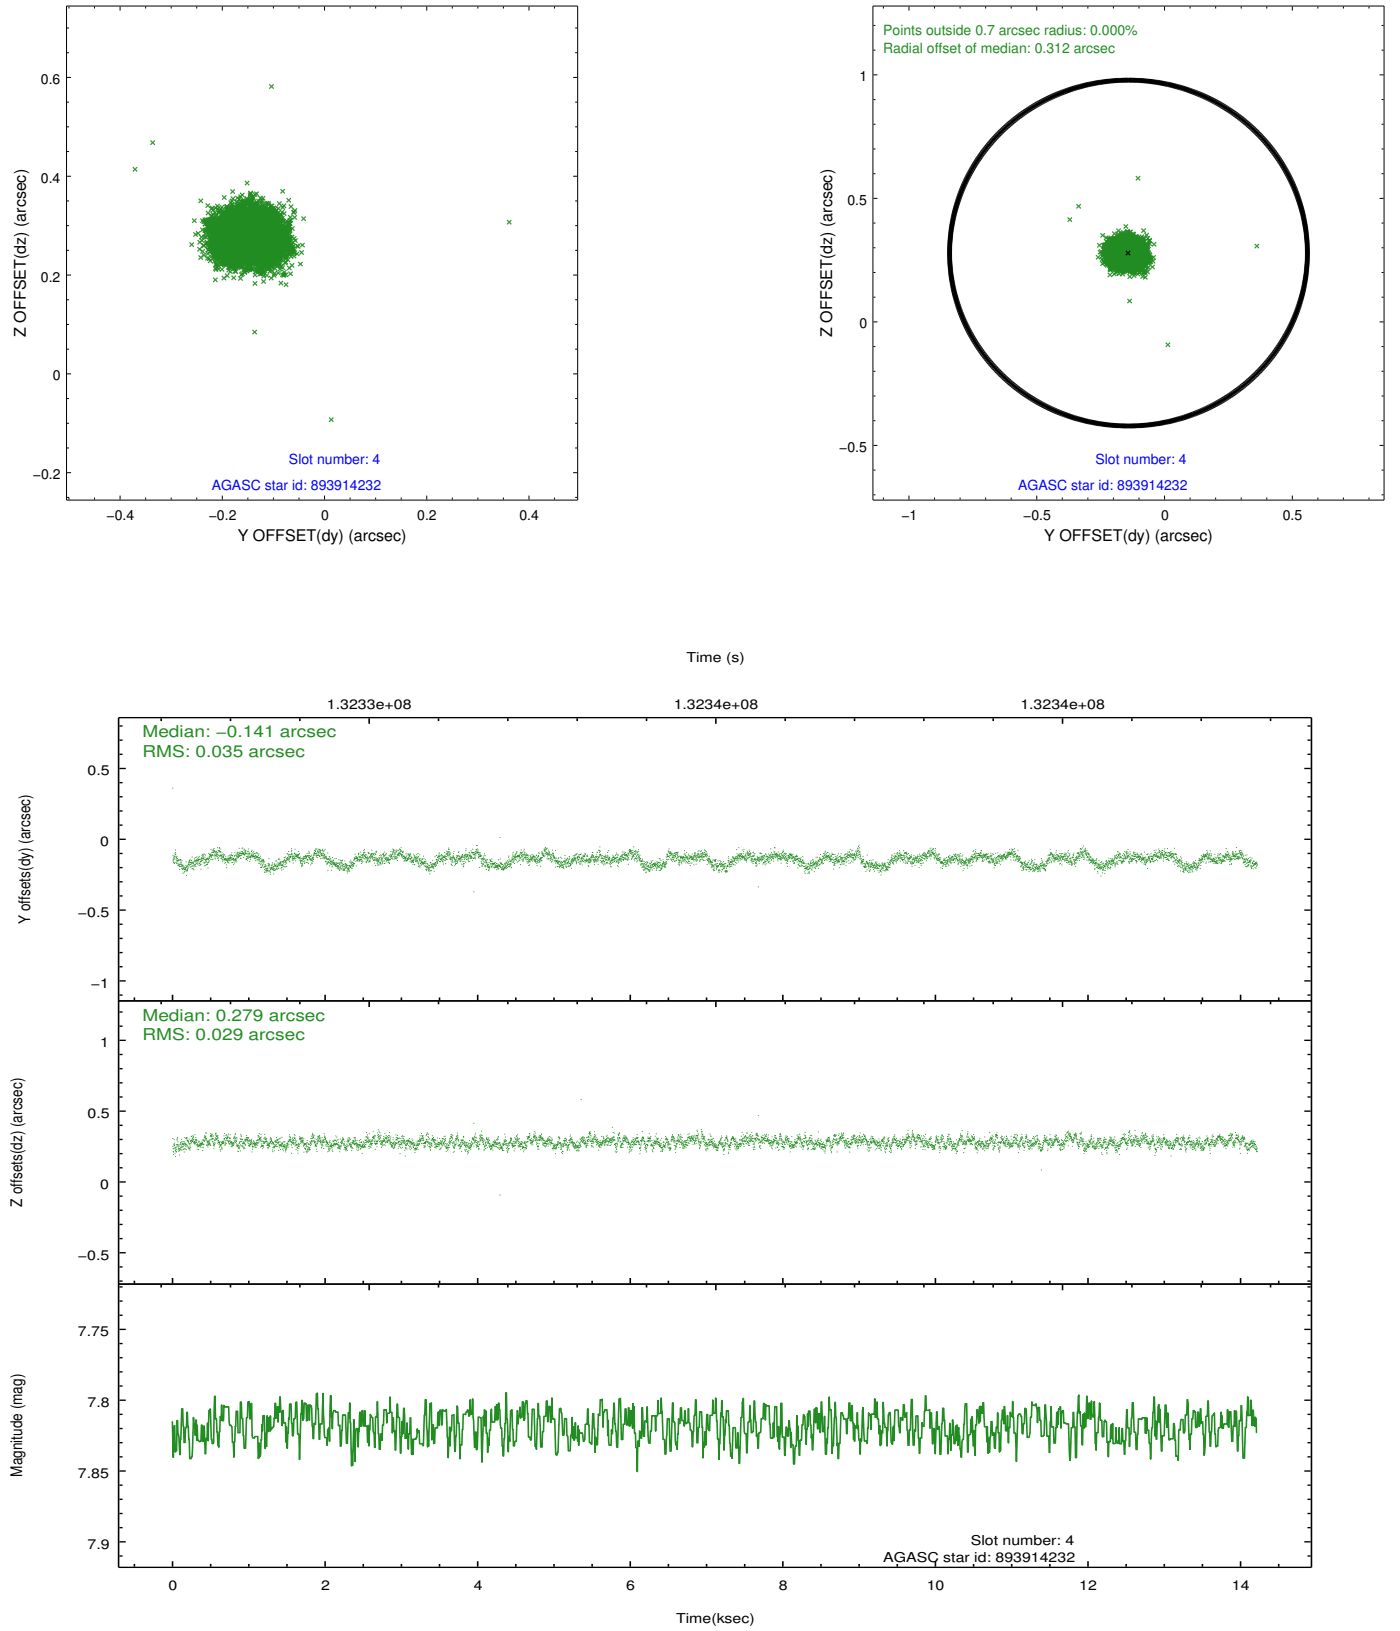 0.6
0.4
0.2
0
−0.2
Z OFFSET(dz) (arcsec)
Slot number: 4
AGASC star id: 893914232
−0.4 −0.2 0 0.2 0.4
Y OFFSET(dy) (arcsec)
Points outside 0.7 arcsec radius: 0.000%
Radial offset of median: 0.312 arcsec
1
0.5
0
−0.5
Z OFFSET(dz) (arcsec)
Slot number: 4
AGASC star id: 893914232
−1 −0.5 0 0.5
Y OFFSET(dy) (arcsec)
Time (s)
1.3233e+08 1.3234e+08 1.3234e+08
Median: −0.141 arcsec
RMS: 0.035 arcsec
0.5
0
−0.5
−1
Y offsets(dy) (arcsec)
Median: 0.279 arcsec
RMS: 0.029 arcsec
1
0.5
0
−0.5
Z offsets(dz) (arcsec)
7.75
7.8
7.85
7.9
Magnitude (mag)
Slot number: 4
AGASC star id: 893914232
0 2 4 6 8 10 12 14
Time(ksec)